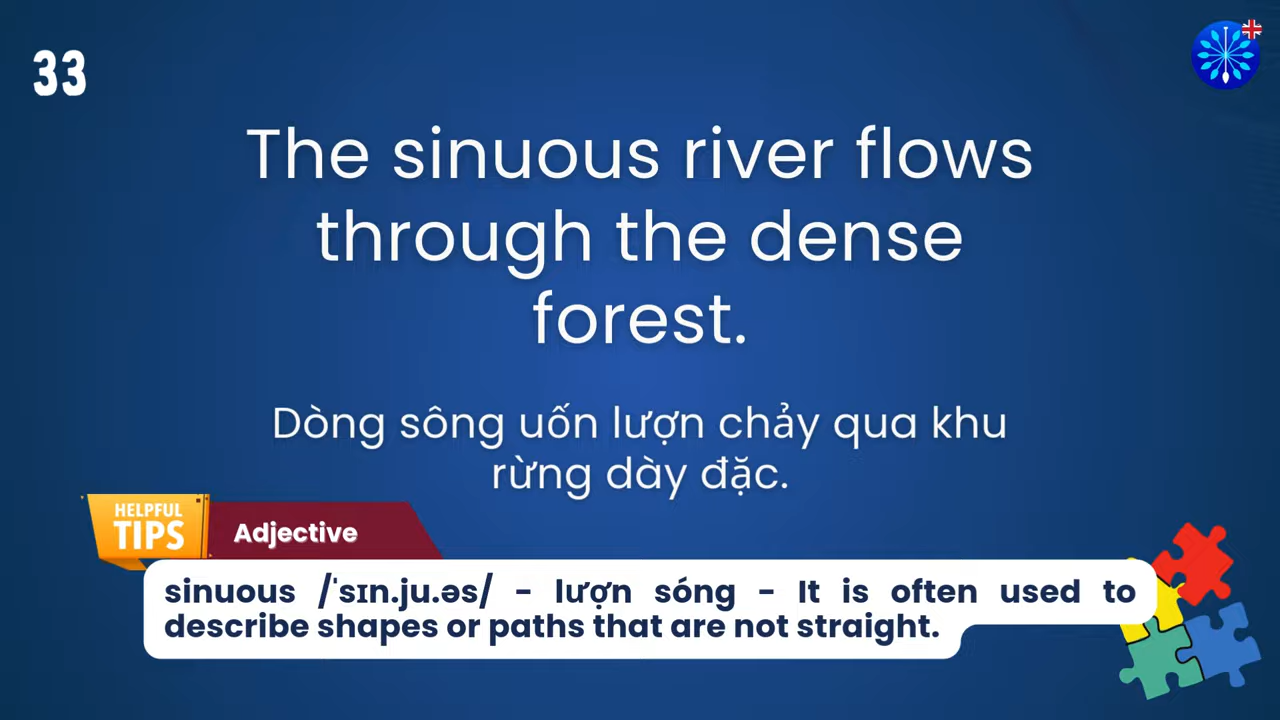 33
The sinuous river flows
through the dense
forest.
Dòng sông uốn lượn chảy qua khu
rừng dày đặc.
HELPFUL
TIPS
Adjective
sinuous /ˈsɪn.ju.əs/ - lượn sóng - It is often used to
describe shapes or paths that are not straight.